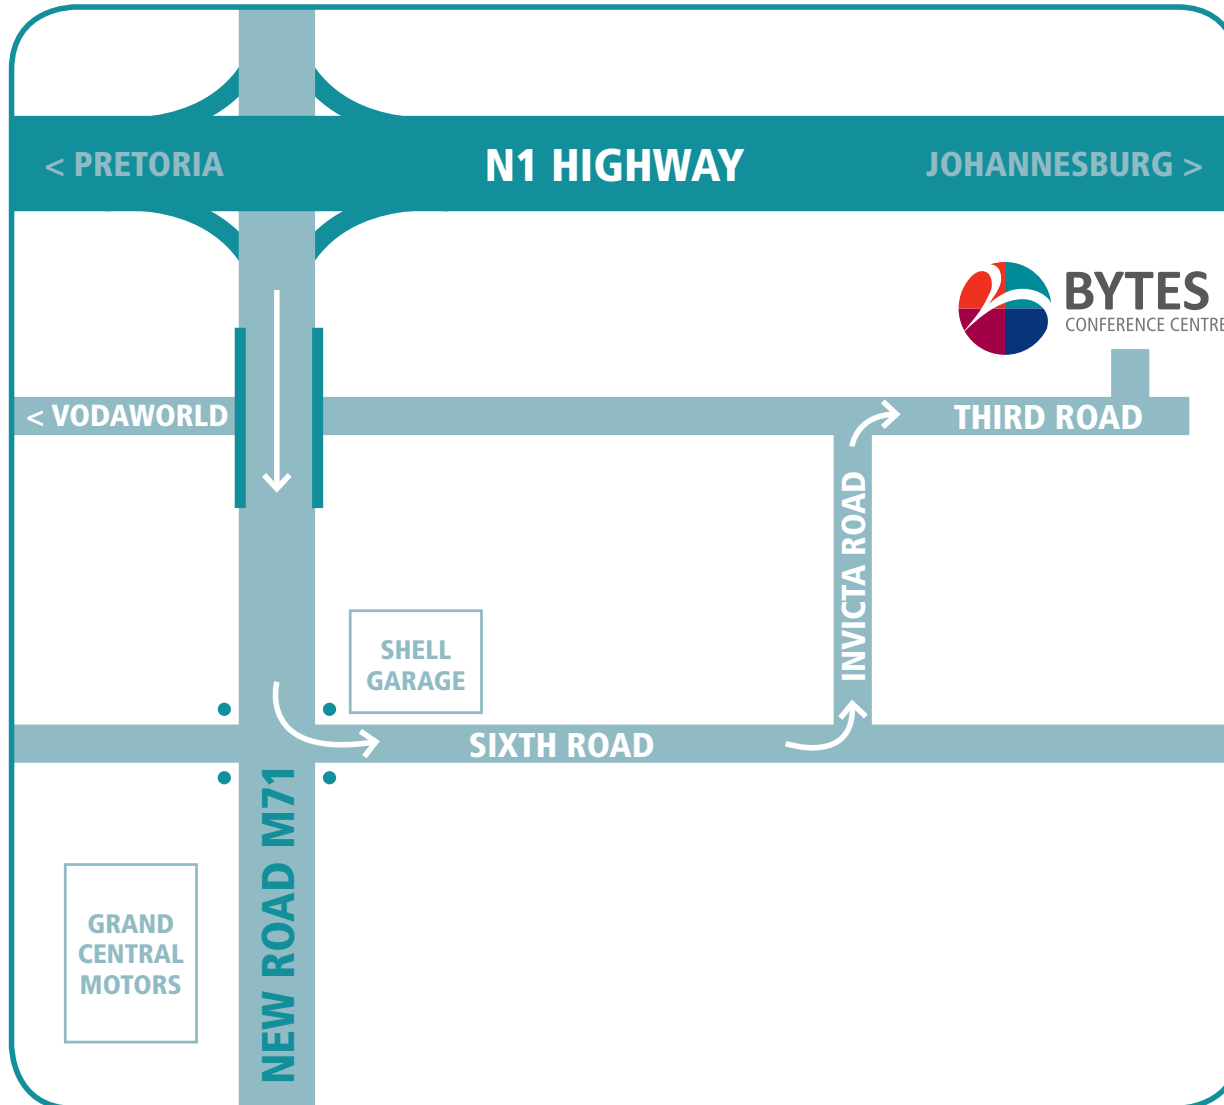 < PRETORIA
N1 HIGHWAY
JOHANNESBURG >
BYTES
CONFERENCE CENTRE
< VODAWORLD
THIRD ROAD
INVICTA ROAD
SHELL
GARAGE
SIXTH ROAD
NEW ROAD M71
GRAND
CENTRAL
MOTORS